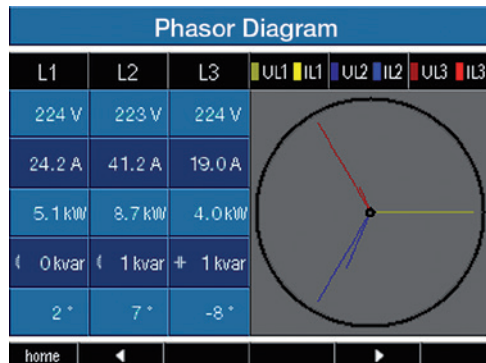 Phasor Diagram
L1 L2 L3 UL1 IL1 UL2 IL2 UL3 IL3
224 V 223 V 224 V
24.2 A 41.2 A 19.0 A
5.1 kW 8.7 kW 4.0 kW
0 kvar 1 kvar 1 kvar
2 ° 7 ° -8 °
home